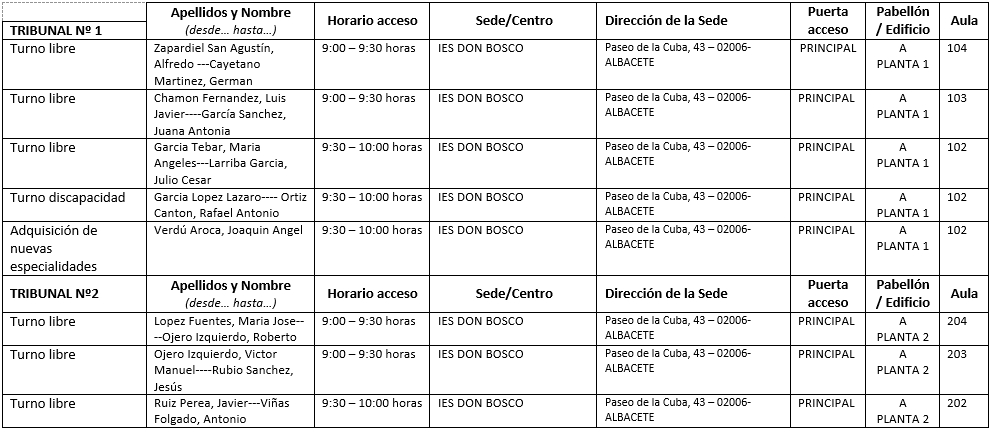 TRIBUNAL Nº 1
Apellidos y Nombre
(desde... hasta...)
Horario acceso
Sede/Centro
Dirección de la Sede
Puerta
acceso
Pabellón
/ Edificio
Aula
Turno libre
Zapardiel San Agustín,
Alfredo ---Cayetano
Martinez, German
9:00 – 9:30 horas
IES DON BOSCO
Paseo de la Cuba, 43 – 02006-
ALBACETE
PRINCIPAL
A
PLANTA 1
104
Turno libre
Chamon Fernandez, Luis
Javier----García Sanchez,
Juana Antonia
9:00 – 9:30 horas
IES DON BOSCO
Paseo de la Cuba, 43 – 02006-
ALBACETE
PRINCIPAL
A
PLANTA 1
103
Turno libre
Garcia Tebar, Maria
Angeles---Larriba Garcia,
Julio Cesar
9:30 – 10:00 horas
IES DON BOSCO
Paseo de la Cuba, 43 – 02006-
ALBACETE
PRINCIPAL
A
PLANTA 1
102
Turno discapacidad
Garcia Lopez Lazaro---- Ortiz
Canton, Rafael Antonio
9:30 – 10:00 horas
IES DON BOSCO
Paseo de la Cuba, 43 – 02006-
ALBACETE
PRINCIPAL
A
PLANTA 1
102
Adquisición de
nuevas
especialidades
Verdú Aroca, Joaquin Angel
9:30 – 10:00 horas
IES DON BOSCO
Paseo de la Cuba, 43 – 02006-
ALBACETE
PRINCIPAL
A
PLANTA 1
102
TRIBUNAL Nº2
Apellidos y Nombre
(desde... hasta...)
Horario acceso
Sede/Centro
Dirección de la Sede
Puerta
acceso
Pabellón
/ Edificio
Aula
Turno libre
Lopez Fuentes, Maria Jose--
--Ojero Izquierdo, Roberto
9:00 – 9:30 horas
IES DON BOSCO
Paseo de la Cuba, 43 – 02006-
ALBACETE
PRINCIPAL
A
PLANTA 2
204
Turno libre
Ojero Izquierdo, Victor
Manuel----Rubio Sanchez,
Jesús
9:00 – 9:30 horas
IES DON BOSCO
Paseo de la Cuba, 43 – 02006-
ALBACETE
PRINCIPAL
A
PLANTA 2
203
Turno libre
Ruiz Perea, Javier---Viñas
Folgado, Antonio
9:30 – 10:00 horas
IES DON BOSCO
Paseo de la Cuba, 43 – 02006-
ALBACETE
PRINCIPAL
A
PLANTA 2
202